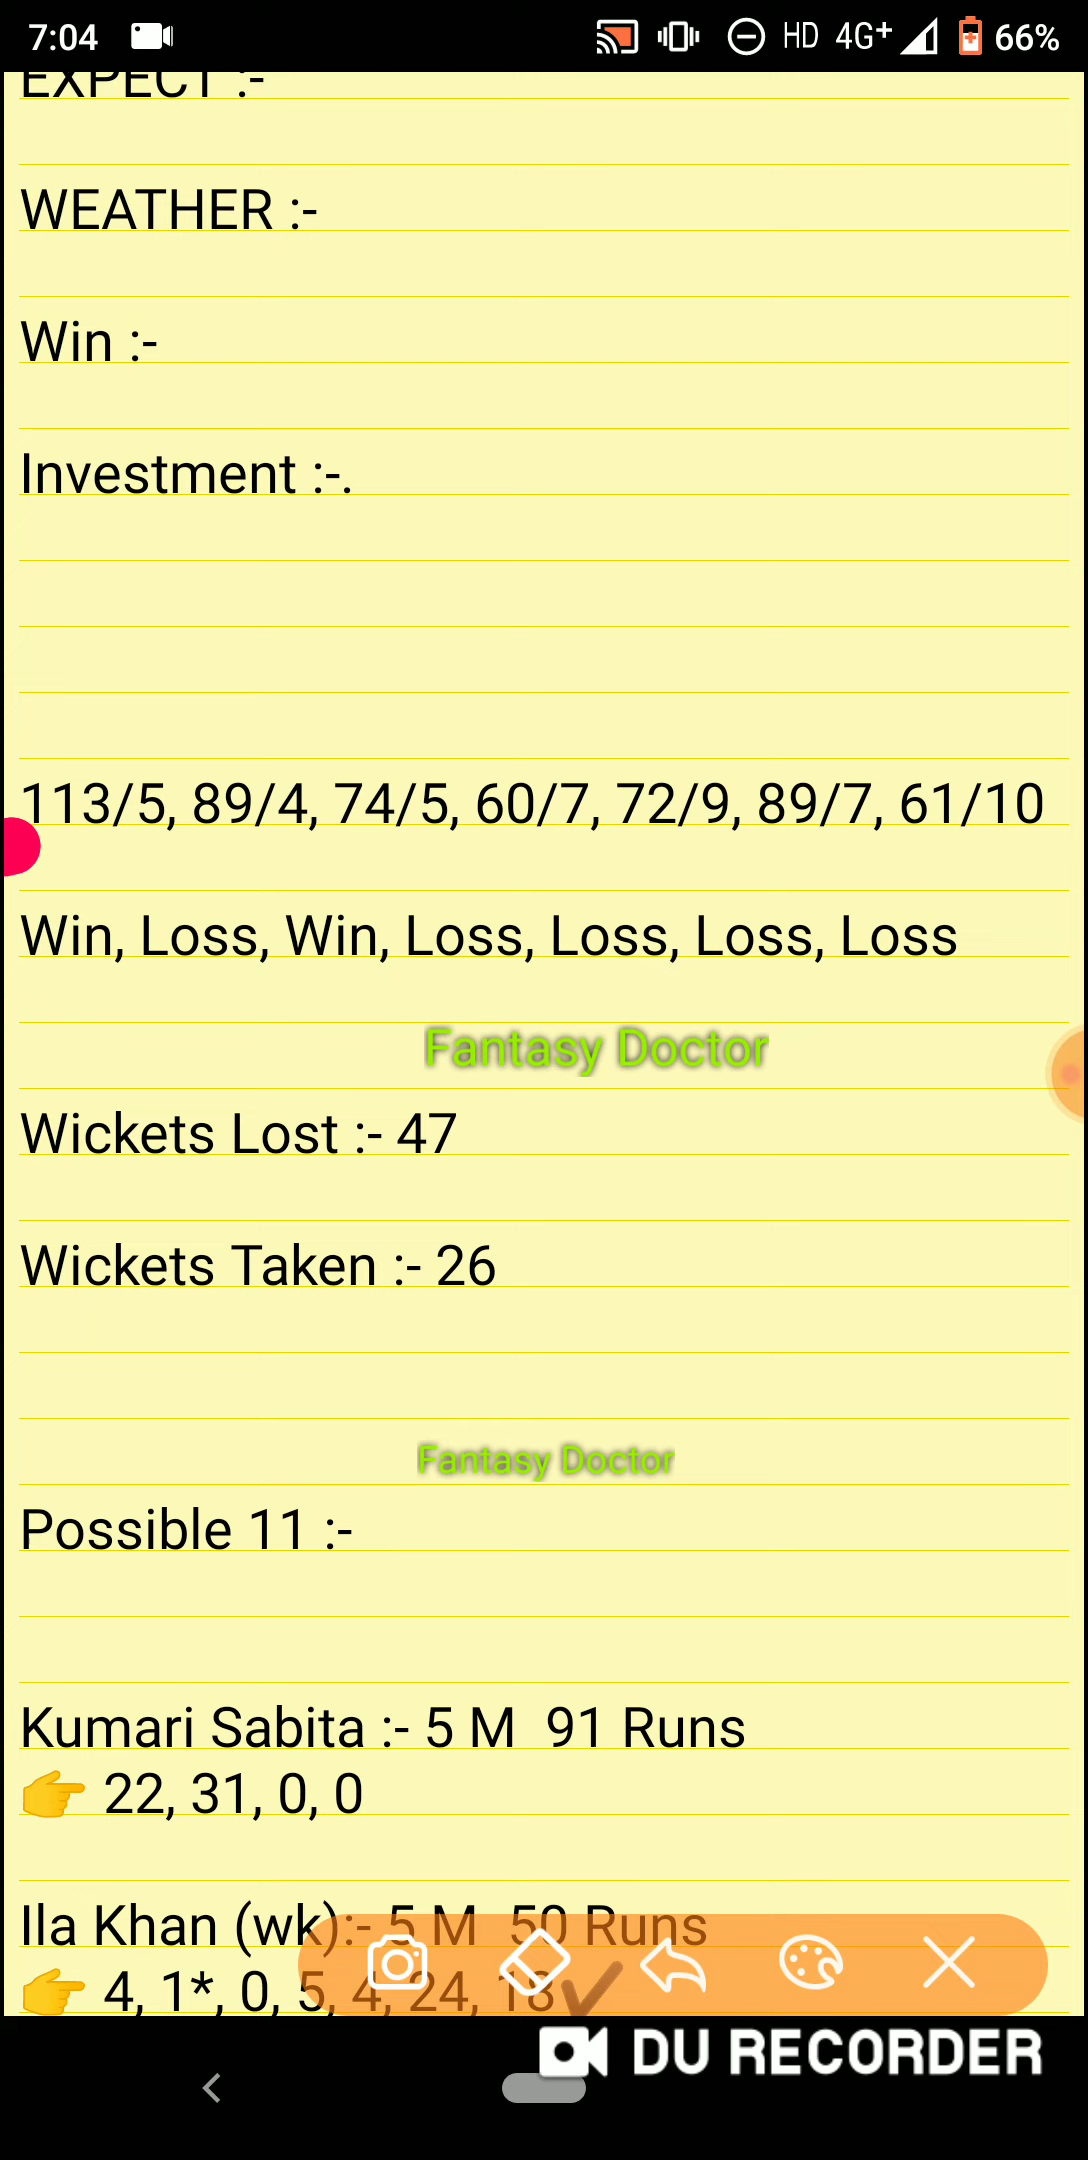 7:04 HD 4G+ 66%
EXPECT :-
WEATHER :-
Win :-
Investment :-.
113/5, 89/4, 74/5, 60/7, 72/9, 89/7, 61/10
Win, Loss, Win, Loss, Loss, Loss, Loss
Fantasy Doctor
Wickets Lost :- 47
Wickets Taken :- 26
Fantasy Doctor
Possible 11 :-
Kumari Sabita :- 5 M  91 Runs
👉 22, 31, 0, 0
Ila Khan (wk):- 5 M  50 Runs
👉 4, 1*, 0, 5, 4, 24, 18✔
DU RECORDER